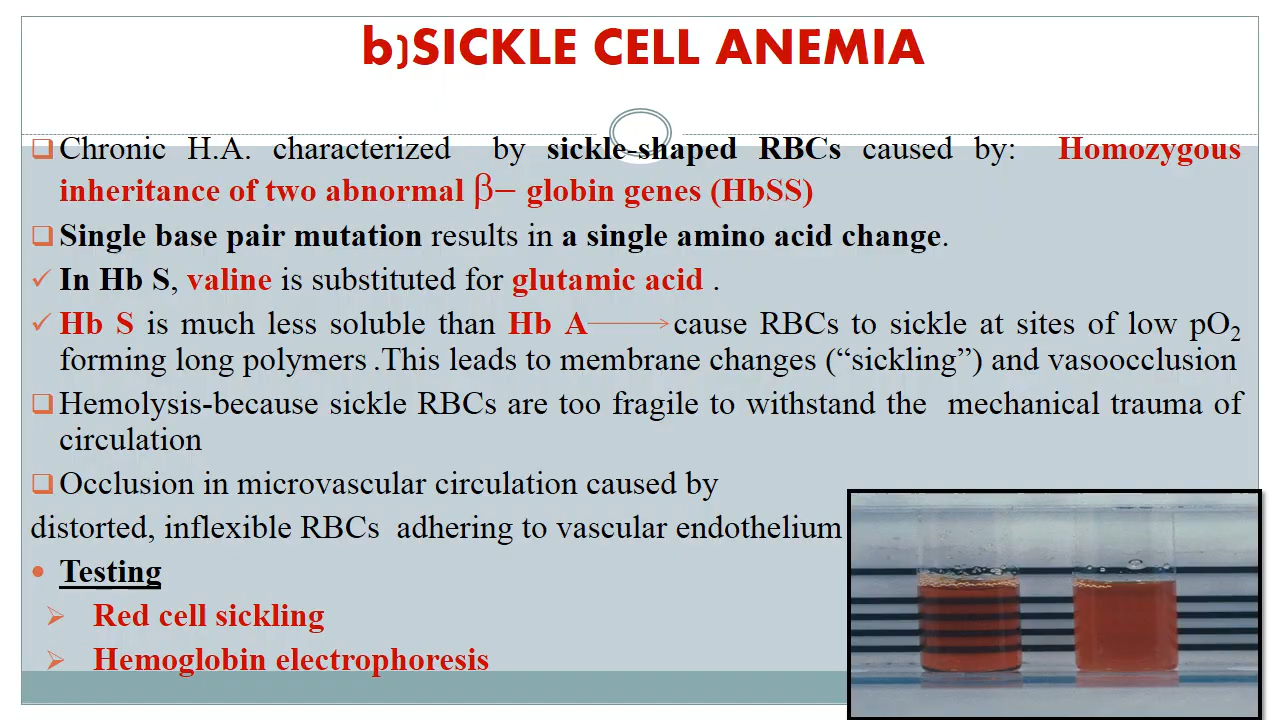 b)SICKLE CELL ANEMIA
Chronic H.A. characterized by sickle-shaped RBCs caused by: Homozygous
inheritance of two abnormal β– globin genes (HbSS)
Single base pair mutation results in a single amino acid change.
In Hb S, valine is substituted for glutamic acid .
Hb S is much less soluble than Hb A→cause RBCs to sickle at sites of low pO₂
forming long polymers .This leads to membrane changes (“sickling”) and vasoocclusion
Hemolysis-because sickle RBCs are too fragile to withstand the mechanical trauma of
circulation
Occlusion in microvascular circulation caused by
distorted, inflexible RBCs adhering to vascular endothelium
• Testing
Red cell sickling
Hemoglobin electrophoresis